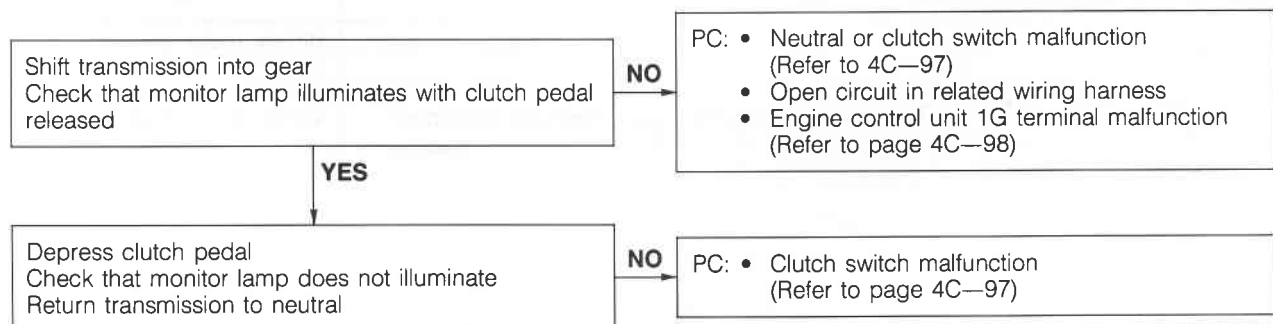 Shift transmission into gear
Check that monitor lamp illuminates with clutch pedal
released
NO
PC: • Neutral or clutch switch malfunction
(Refer to 4C—97)
• Open circuit in related wiring harness
• Engine control unit 1G terminal malfunction
(Refer to page 4C—98)
YES
Depress clutch pedal
Check that monitor lamp does not illuminate
Return transmission to neutral
NO
PC: • Clutch switch malfunction
(Refer to page 4C—97)